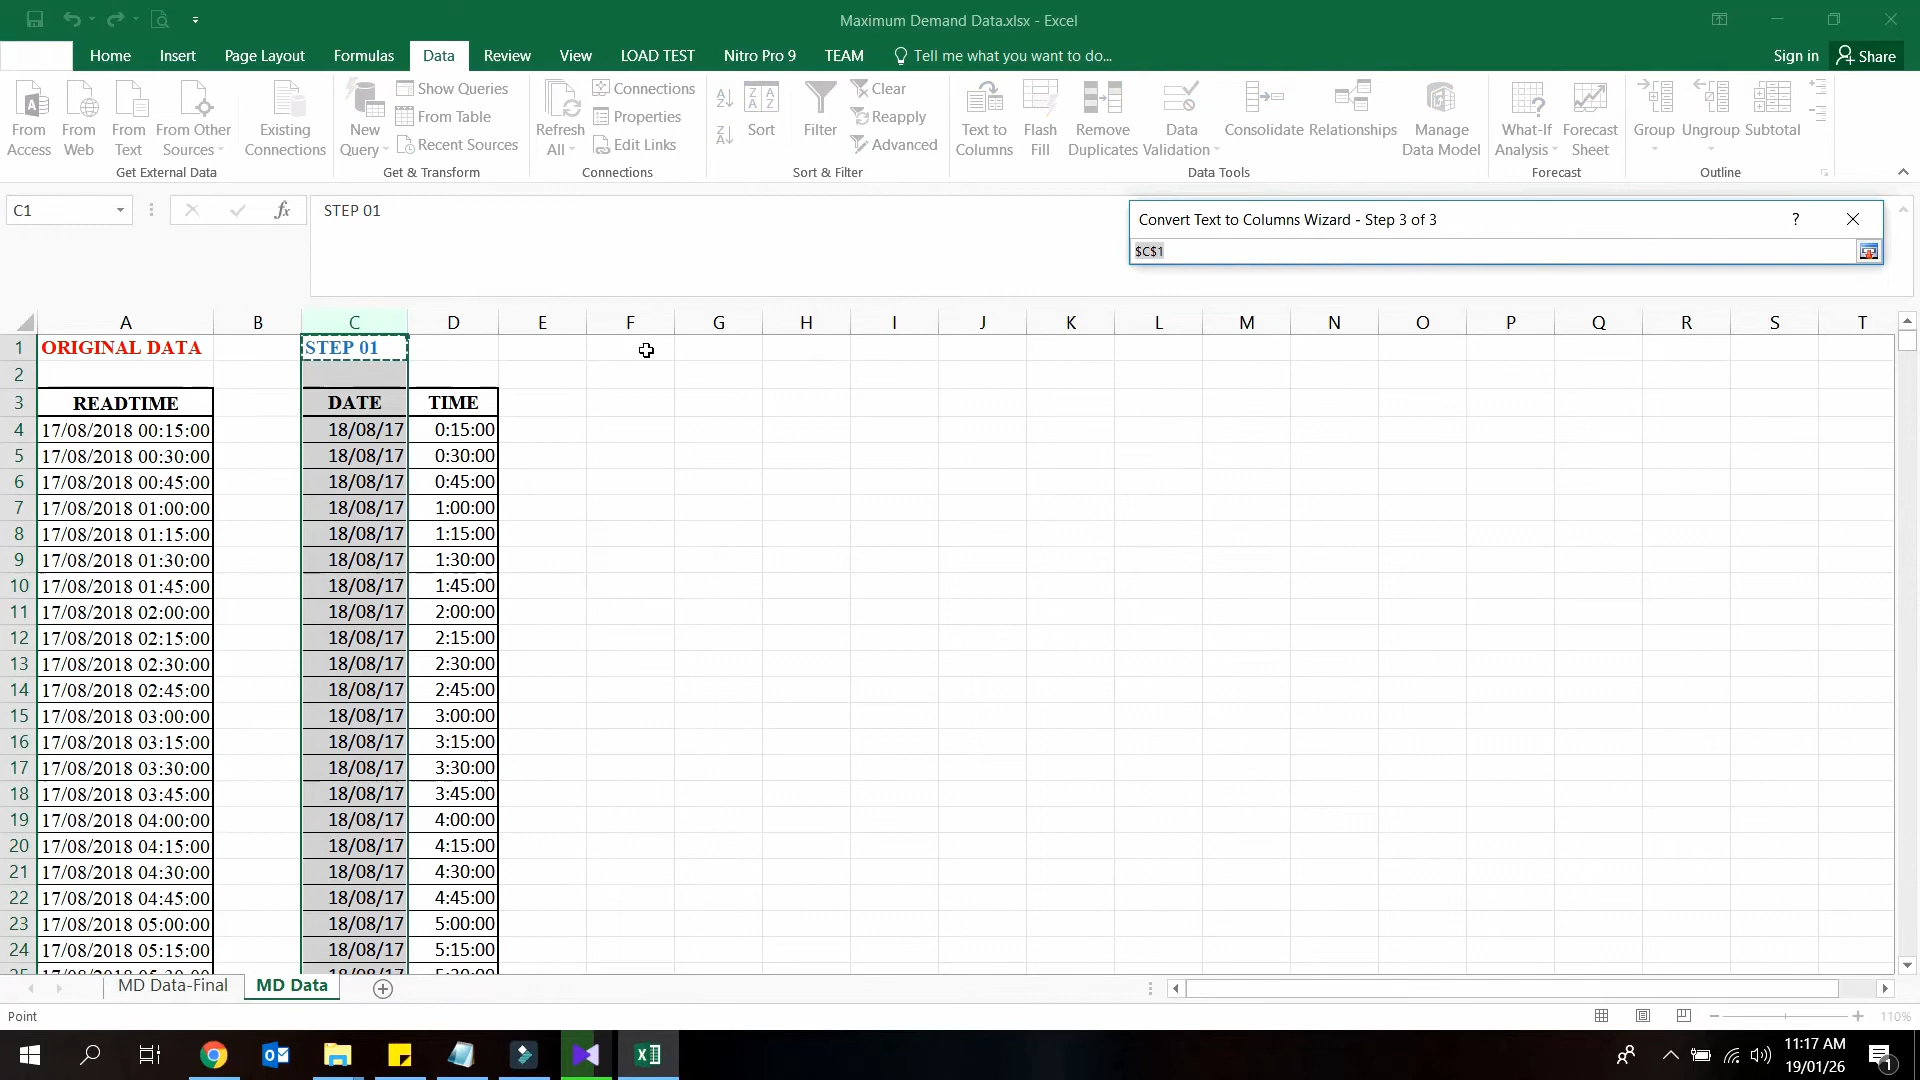 Maximum Demand Data.xlsx - Excel
Home Insert Page Layout Formulas Data Review View LOAD TEST Nitro Pro 9 TEAM Tell me what you want to do... Sign in Share
From Access
From Web
From Text
From Other Sources
Existing Connections
Get External Data
New Query
Show Queries
From Table
Recent Sources
Get & Transform
Refresh All
Connections
Properties
Edit Links
Connections
Sort
Filter
Clear
Reapply
Advanced
Sort & Filter
Text to Columns
Flash Fill
Remove Duplicates
Data Validation
Consolidate
Relationships
Manage Data Model
Data Tools
What-If Analysis
Forecast Sheet
Forecast
Group
Ungroup
Subtotal
Outline
C1
fx
STEP 01
Convert Text to Columns Wizard - Step 3 of 3 ?
$C$1
A B C D E F G H I J K L M N O P Q R S T
1 ORIGINAL DATA STEP 01
2
3 READTIME DATE TIME
4 17/08/2018 00:15:00 18/08/17 0:15:00
5 17/08/2018 00:30:00 18/08/17 0:30:00
6 17/08/2018 00:45:00 18/08/17 0:45:00
7 17/08/2018 01:00:00 18/08/17 1:00:00
8 17/08/2018 01:15:00 18/08/17 1:15:00
9 17/08/2018 01:30:00 18/08/17 1:30:00
10 17/08/2018 01:45:00 18/08/17 1:45:00
11 17/08/2018 02:00:00 18/08/17 2:00:00
12 17/08/2018 02:15:00 18/08/17 2:15:00
13 17/08/2018 02:30:00 18/08/17 2:30:00
14 17/08/2018 02:45:00 18/08/17 2:45:00
15 17/08/2018 03:00:00 18/08/17 3:00:00
16 17/08/2018 03:15:00 18/08/17 3:15:00
17 17/08/2018 03:30:00 18/08/17 3:30:00
18 17/08/2018 03:45:00 18/08/17 3:45:00
19 17/08/2018 04:00:00 18/08/17 4:00:00
20 17/08/2018 04:15:00 18/08/17 4:15:00
21 17/08/2018 04:30:00 18/08/17 4:30:00
22 17/08/2018 04:45:00 18/08/17 4:45:00
23 17/08/2018 05:00:00 18/08/17 5:00:00
24 17/08/2018 05:15:00 18/08/17 5:15:00
MD Data-Final MD Data
Point
110%
11:17 AM
19/01/26
1